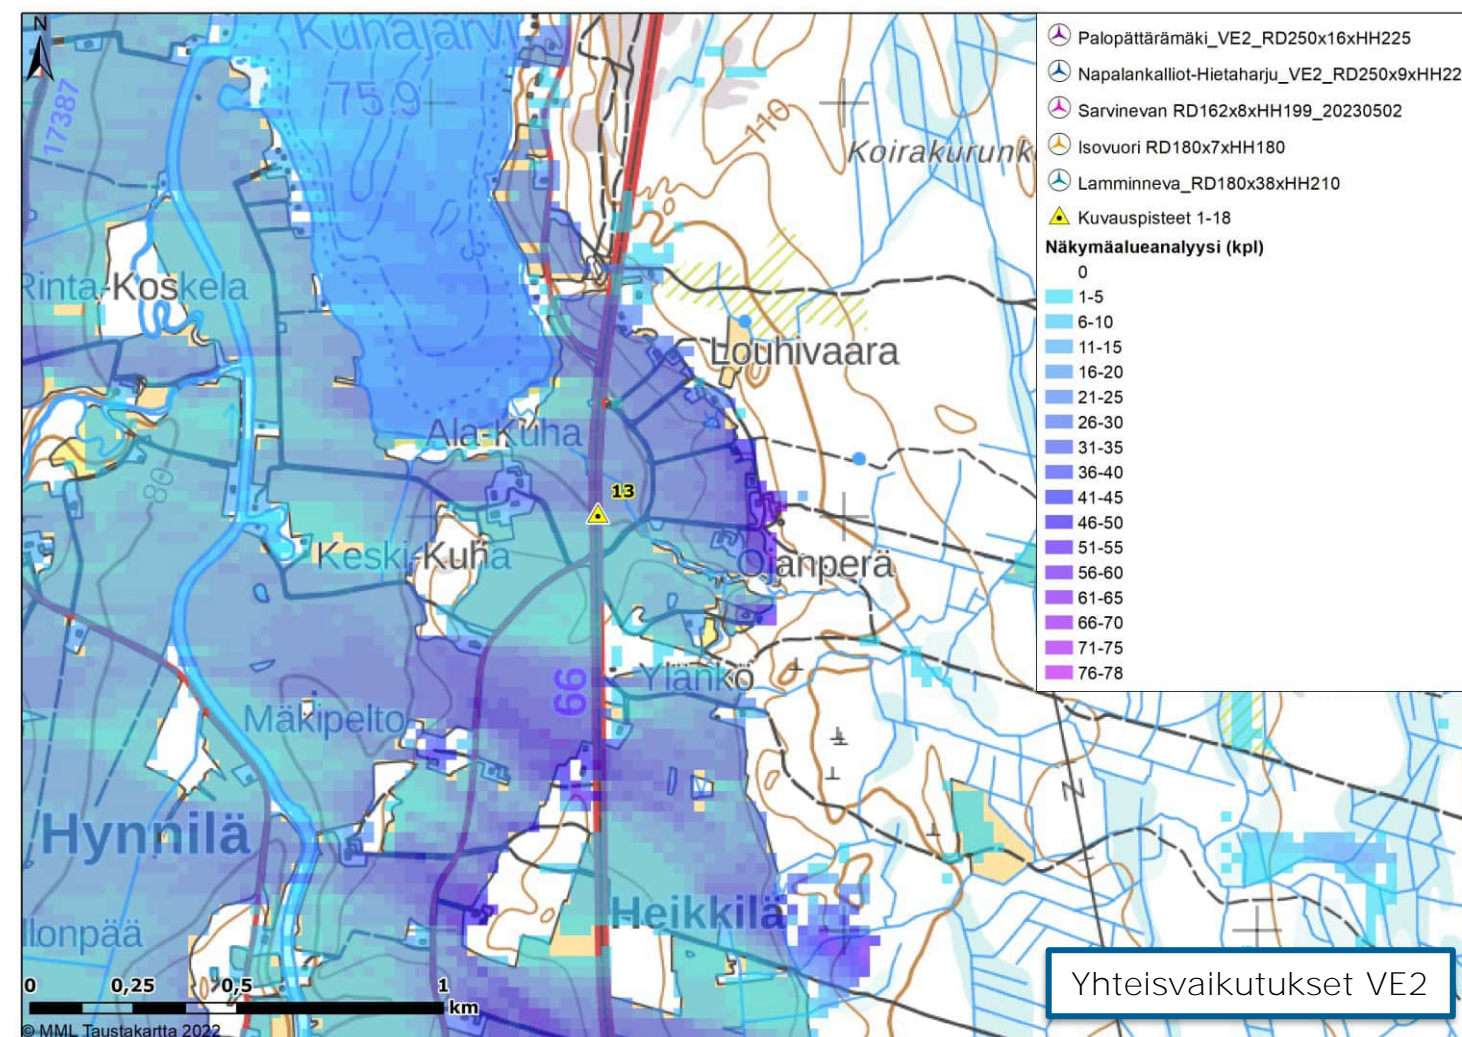 N
Kuhajärvi
75.9
17387
110
Koirakurunk
Rinta-Koskela
Louhivaara
Ala-Kuha
80
13
Keski-Kuha
Ojanperä
Ylänkö
66
Mäkipelto
Hynnilä
Heikkilä
llonpää
0 0,25 0,5 1
km
© MML Taustakartta 2022
Palopättärämäki_VE2_RD250x16xHH225
Napalankalliot-Hietaharju_VE2_RD250x9xHH22
Sarvinevan RD162x8xHH199_20230502
Isovuori RD180x7xHH180
Lamminneva_RD180x38xHH210
Kuvauspisteet 1-18
Näkymäalueanalyysi (kpl)
0
1-5
6-10
11-15
16-20
21-25
26-30
31-35
36-40
41-45
46-50
51-55
56-60
61-65
66-70
71-75
76-78
Yhteisvaikutukset VE2